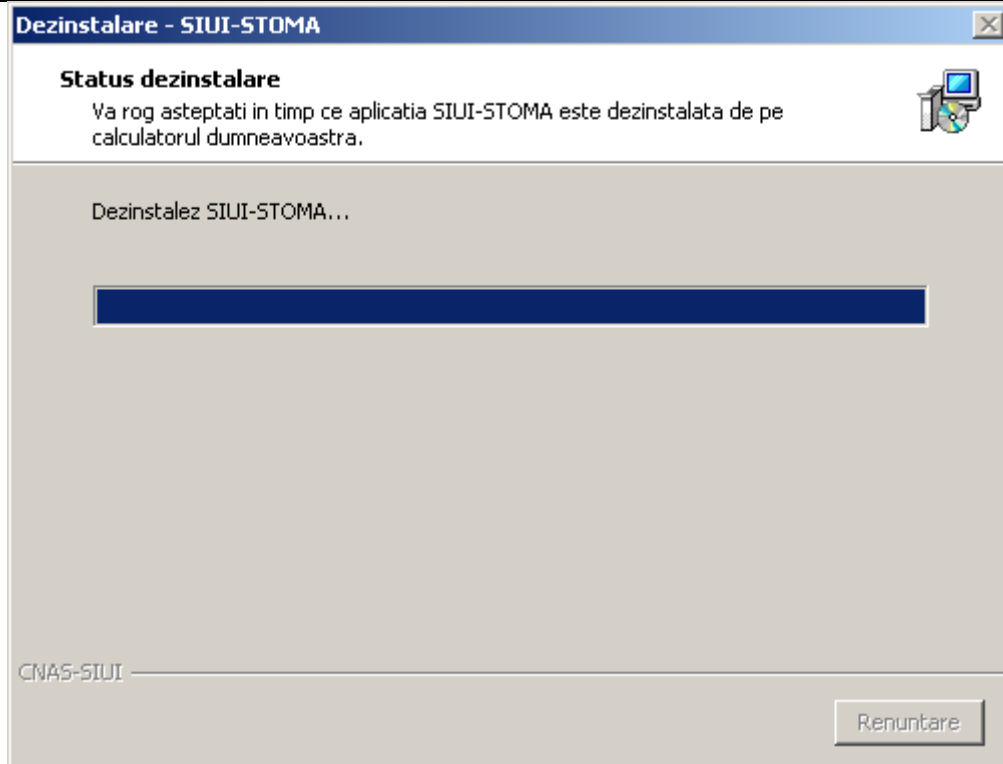 Dezinstalare - SIUI-STOMA
Status dezinstalare
Va rog asteptati in timp ce aplicatia SIUI-STOMA este dezinstalata de pe
calculatorul dumneavoastra.
Dezinstalez SIUI-STOMA...
CNAS-SIUI
Renuntare